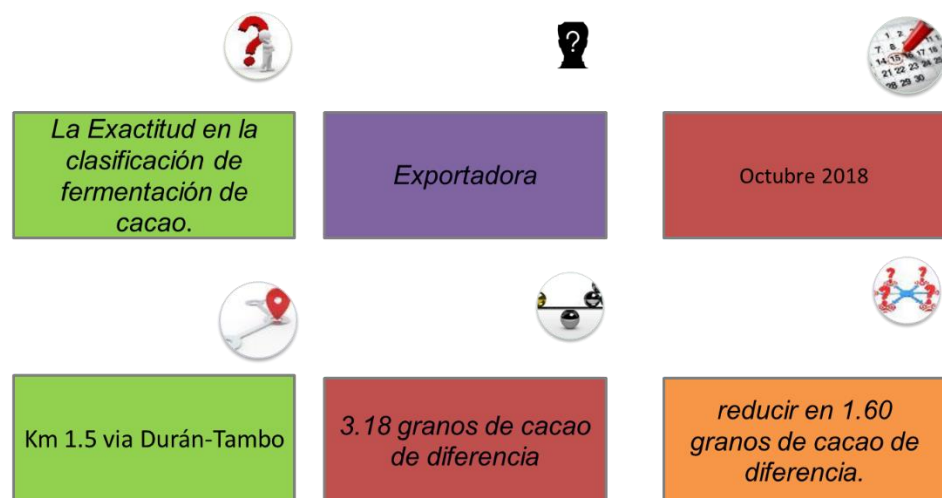 La Exactitud en la
clasificación de
fermentación de
cacao.
Exportadora
Octubre 2018
Km 1.5 via Durán-Tambo
3.18 granos de cacao
de diferencia
reducir en 1.60
granos de cacao de
diferencia.